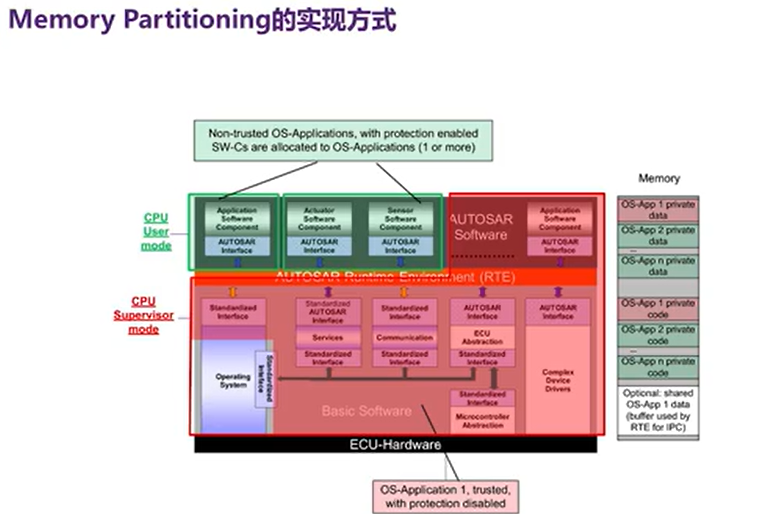 Memory Partitioning的实现方式
Non-trusted OS-Applications, with protection enabled
SW-Cs are allocated to OS-Applications (1 or more)
Memory
CPU
User
mode
Application
Software
Component
AUTOSAR
Interface
Actuator
Software
Component
AUTOSAR
Interface
Sensor
Software
Component
AUTOSAR
Interface
AUTOSAR
Software
Application
Software
Component
AUTOSAR
Interface
AUTOSAR Runtime Environment (RTE)
CPU
Supervisor
mode
Standardized
Interface
Standardized
AUTOSAR
Interface
Services
Standardized
Interface
Standardized
Interface
Communication
Standardized
Interface
AUTOSAR
Interface
ECU
Abstraction
Standardized
Interface
Standardized
Interface
Microcontroller
Abstraction
AUTOSAR
Interface
Complex
Device
Drivers
Operating
System
Standardized
Interface
Basic Software
ECU-Hardware
OS-App 1 private
data
OS-App 2 private
data
...
OS-App n private
data
OS-App 1 private
code
OS-App 2 private
code
...
OS-App n private
code
Optional: shared
OS-App 1 data
(buffer used by
RTE for IPC)
OS-Application 1, trusted,
with protection disabled